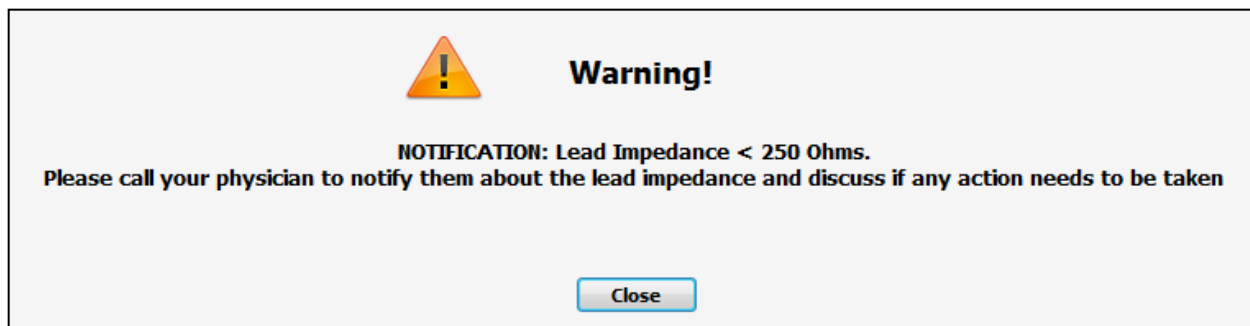 Warning!
NOTIFICATION: Lead Impedance < 250 Ohms.
Please call your physician to notify them about the lead impedance and discuss if any action needs to be taken
Close